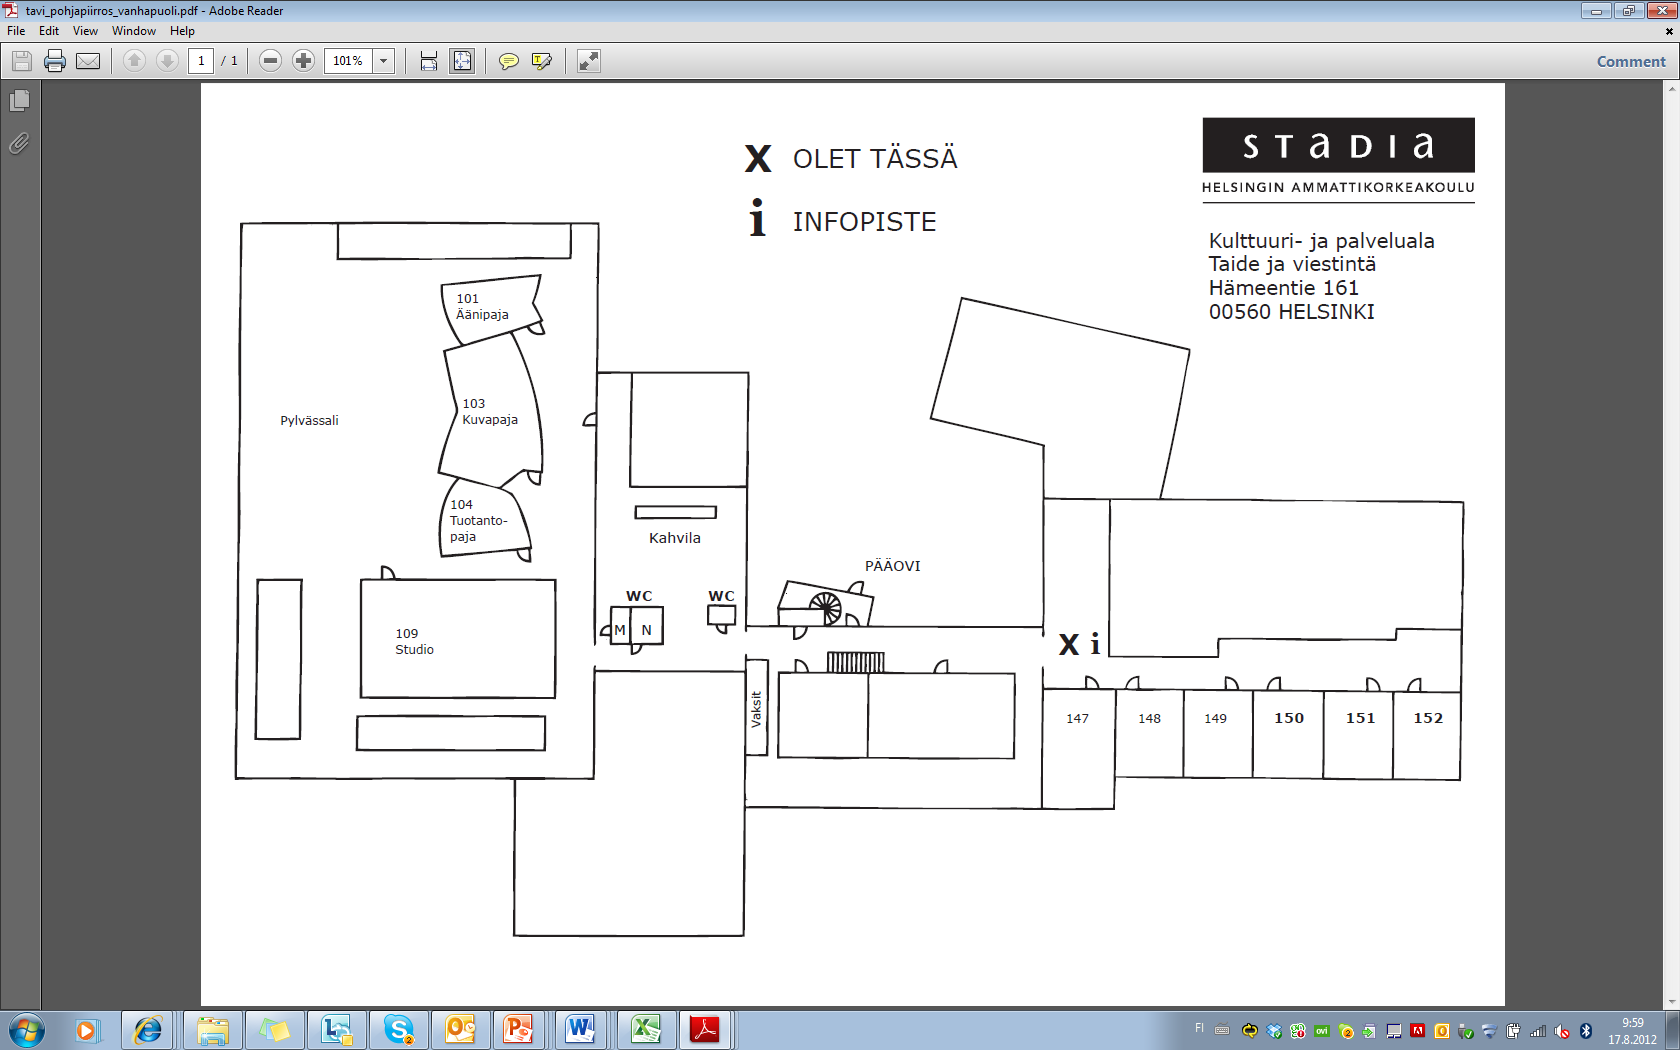 tavi_pohjapiirros_vanhapuoli.pdf - Adobe Reader
File Edit View Window Help
1 / 1 101% Comment
X OLET TÄSSÄ
i INFOPISTE
STaDIa
HELSINGIN AMMATTIKORKEAKOULU
Kulttuuri- ja palveluala
Taide ja viestintä
Hämeentie 161
00560 HELSINKI
101
Äänipaja
103
Kuvapaja
Pylvässali
104
Tuotanto-
paja
Kahvila
PÄÄOVI
WC
WC
M N
109
Studio
X i
Vaksit
147 148 149 150 151 152
FI
9:59
17.8.2012